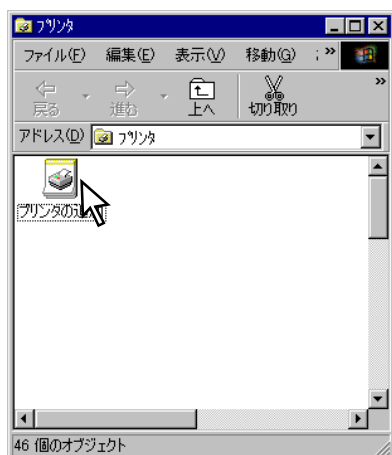 プリンタ
ファイル(F) 編集(E) 表示(V) 移動(G) »
戻る 進む 上へ 切り取り »
アドレス(D) プリンタ
プリンタの追
46 個のオブジェクト